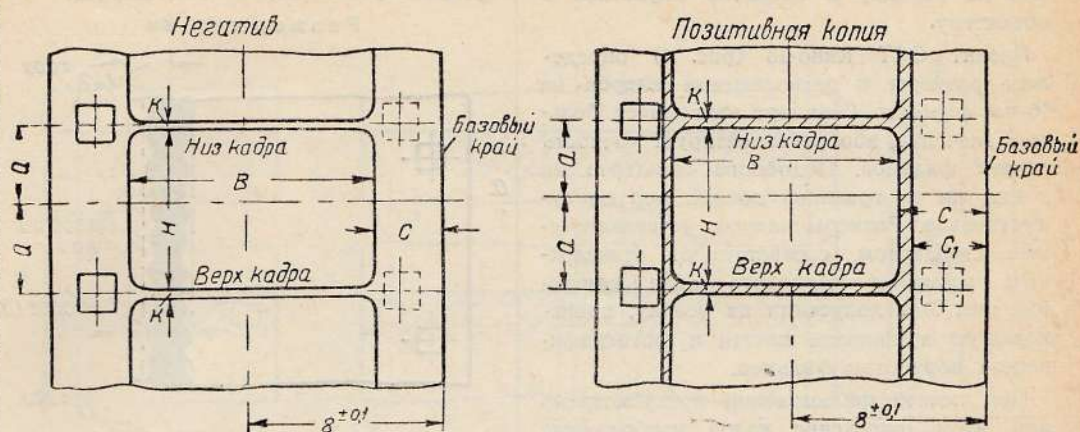 Негатив
К
Низ кадра
В
Н
С
Базовый
край
а
а
Верх кадра
К
8±0,1
Позитивная копия
К
Низ кадра
В
Н
С
С1
Базовый
край
а
а
К
Верх кадра
8±0,1